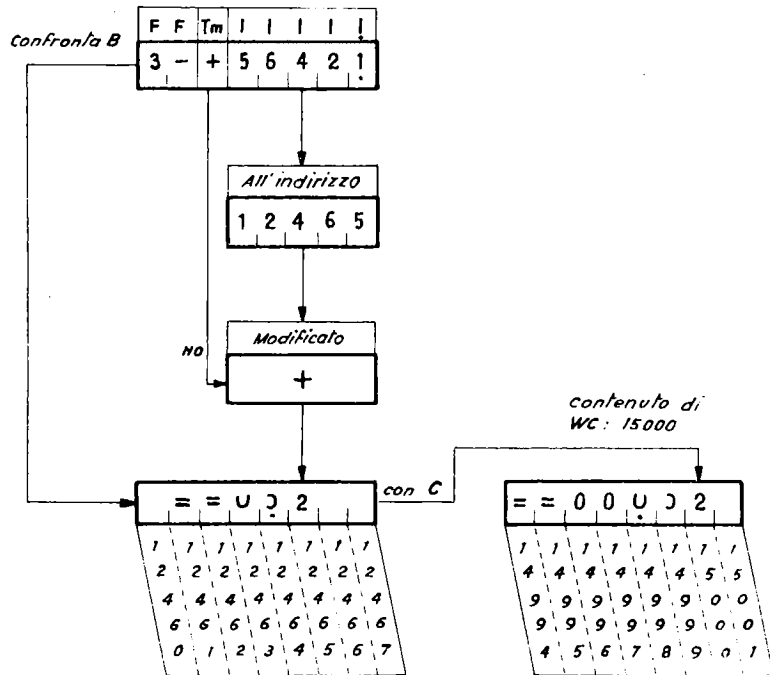 F F Tm I I I I !
Confronta B
3 - + 5 6 4 2 !
All' indirizzo
1 2 4 6 5
Modificato
NO
+
contenuto di
WC: 15000
= = 2
con C
= = 0 0 2
1 1 1 1 1 1 1 1
2 2 2 2 2 2 2 2
4 4 4 4 4 4 4 4
6 6 6 6 6 6 6 6
0 1 2 3 4 5 6 7
1 1 1 1 1 1 1 1
4 4 4 4 4 4 5 5
9 9 9 9 9 9 0 0
9 9 9 9 9 9 0 0
4 5 6 7 8 9 0 1